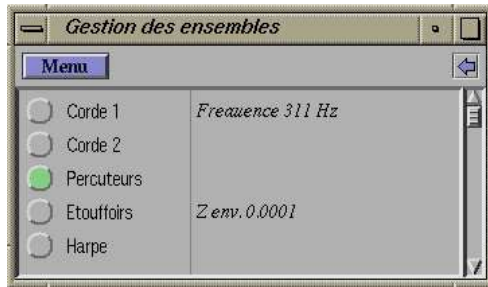 Gestion des ensembles
Menu
Corde 1 Frequence 311 Hz
Corde 2
Percuteurs
Etouffoirs Z env. 0.0001
Harpe